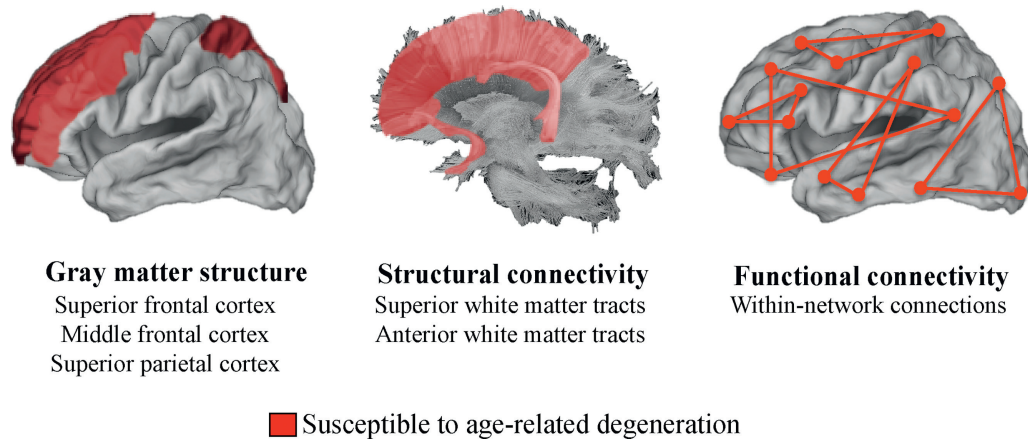 Gray matter structure
Superior frontal cortex
Middle frontal cortex
Superior parietal cortex
Structural connectivity
Superior white matter tracts
Anterior white matter tracts
Functional connectivity
Within-network connections
Susceptible to age-related degeneration